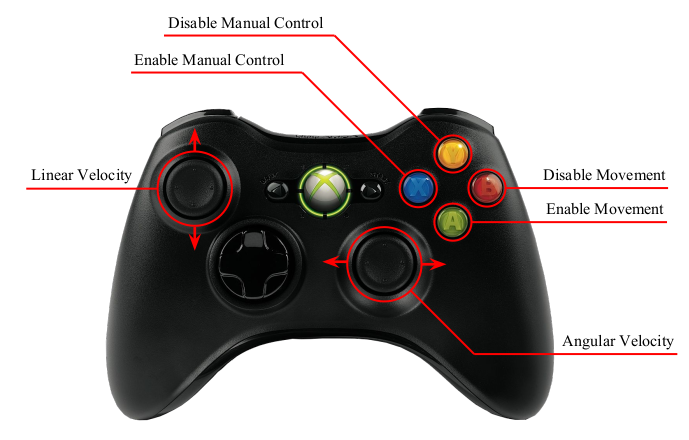 Disable Manual Control
Enable Manual Control
Linear Velocity
Y
X
B
Disable Movement
A
Enable Movement
Angular Velocity